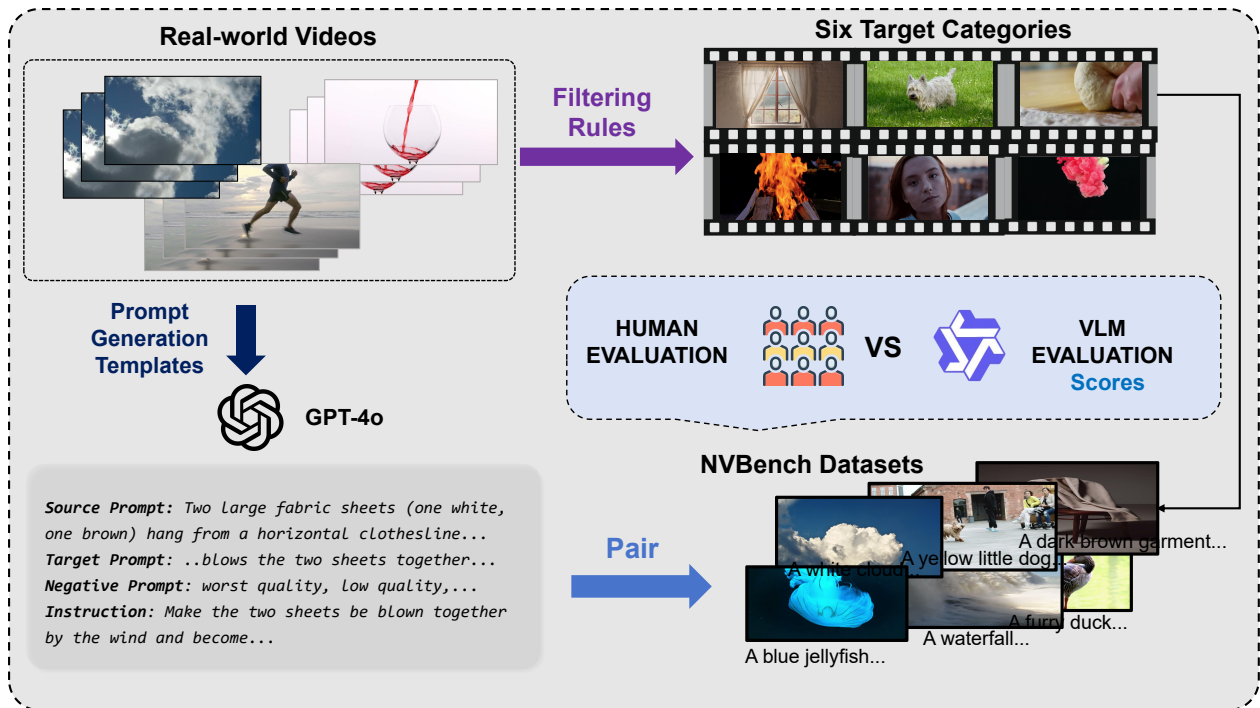 Real-world Videos
Six Target Categories
Filtering
Rules
Prompt
Generation
Templates
GPT-4o
HUMAN
EVALUATION
VS
VLM
EVALUATION
Scores
Source Prompt: Two large fabric sheets (one white,
one brown) hang from a horizontal clothesline...
Target Prompt: ..blows the two sheets together...
Negative Prompt: worst quality, low quality,...
Instruction: Make the two sheets be blown together
by the wind and become...
Pair
NVBench Datasets
A dark brown garment...
A yellow little dog...
A white cloud...
A furry duck...
A waterfall...
A blue jellyfish...